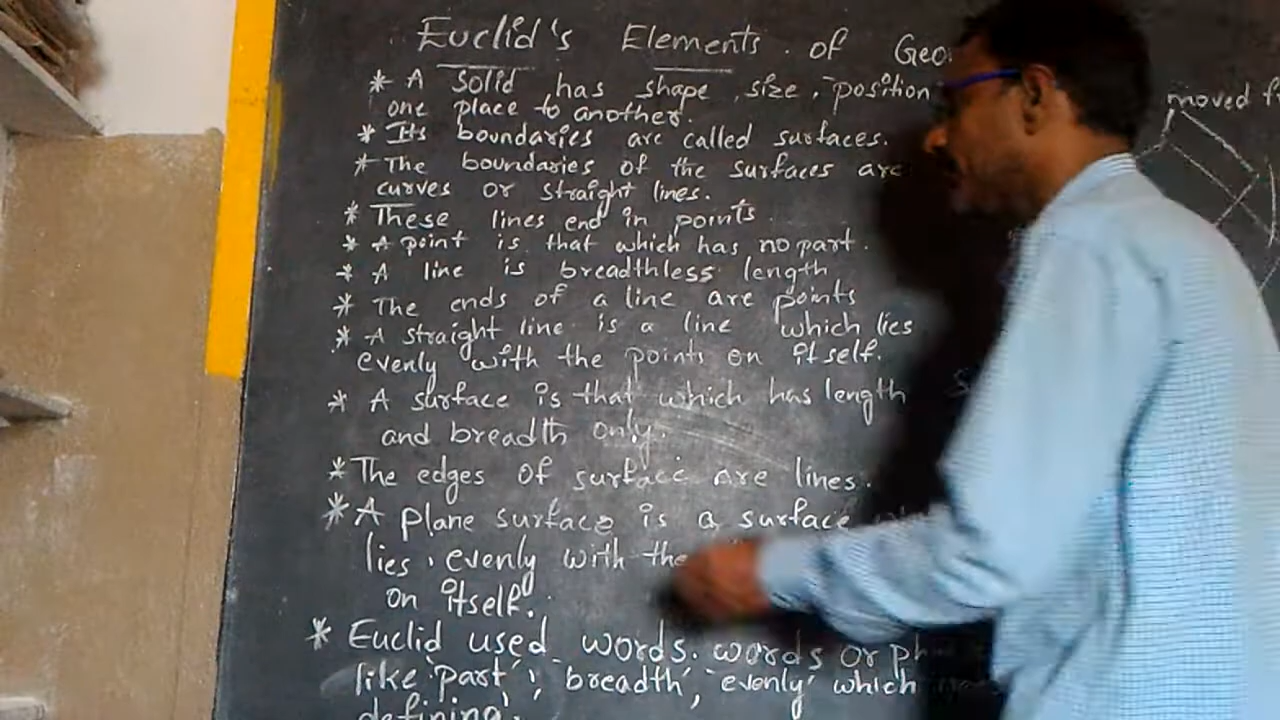 Euclid's Elements of Geo
* A solid has shape, size, position moved f
one place to another.
* Its boundaries are called surfaces.
* The boundaries of the surfaces are
curves or straight lines.
* These lines end in points.
* A point is that which has no part.
* A line is breadthless length
* The ends of a line are points
* A straight line is a line which lies
evenly with the points on itself.
* A surface is that which has length
and breadth only.
* The edges of surface are lines.
* A plane surface is a surface
lies evenly with the
on itself.
* Euclid used words. words or ph
like 'part', 'breadth', 'evenly' which
defining'.